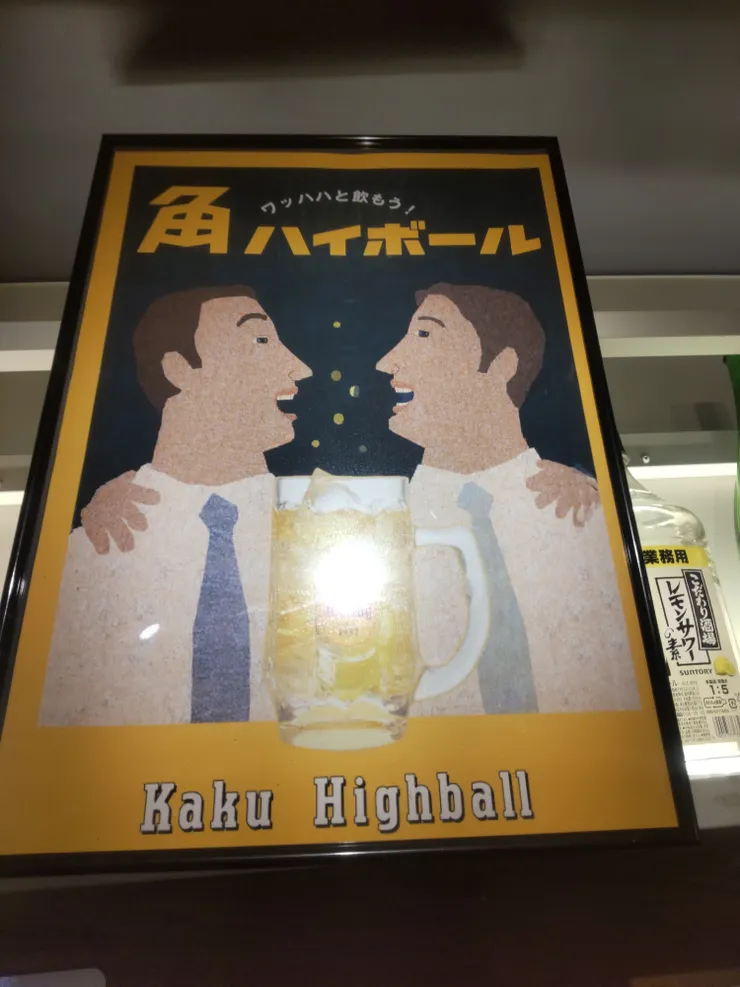 ワッハハと飲もう!
角ハイボール
1937
Kaku Highball
業務用
こだわり酒場
レモンサワーの素
SUNTORY
1:5